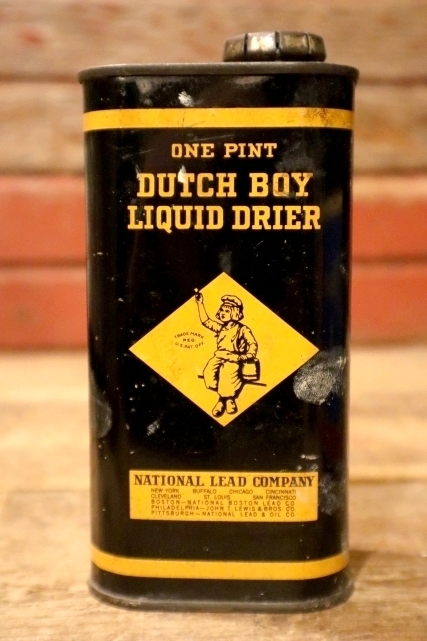 ONE PINT
DUTCH BOY
LIQUID DRIER
TRADE MARK
REG.
U.S. PAT. OFF.
NATIONAL LEAD COMPANY
NEW YORK BUFFALO CHICAGO CINCINNATI
CLEVELAND ST. LOUIS SAN FRANCISCO
BOSTON-NATIONAL BOSTON LEAD CO.
PHILADELPHIA-JOHN T. LEWIS & BROS. CO.
PITTSBURGH-NATIONAL LEAD & OIL CO.